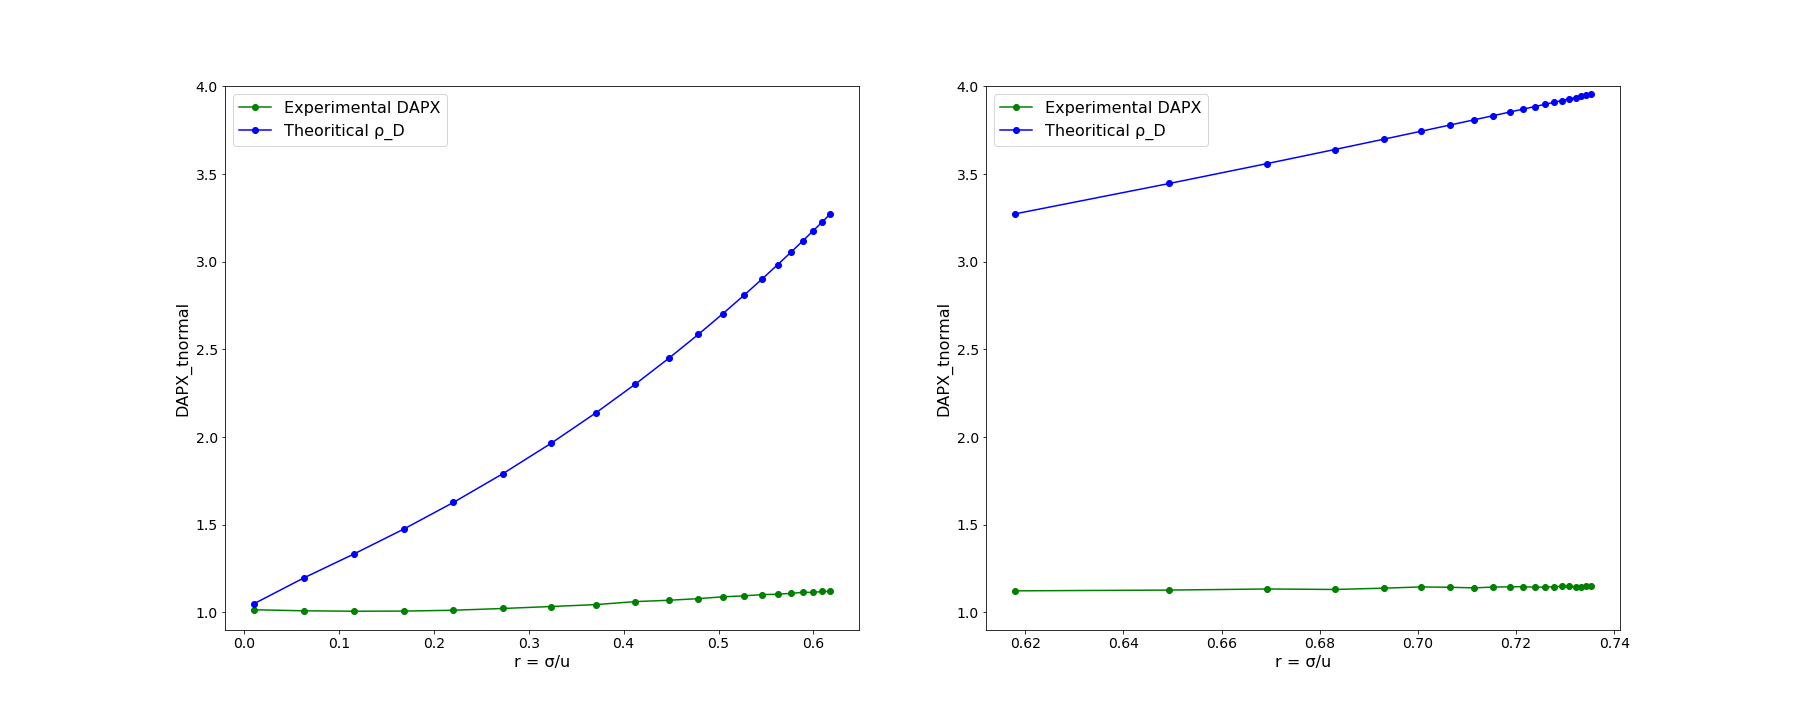 4.0
3.5
3.0
2.5
2.0
1.5
1.0
DAPX_tnormal
Experimental DAPX
Theoritical ρ_D
0.0 0.1 0.2 0.3 0.4 0.5 0.6
r = σ/u
4.0
3.5
3.0
2.5
2.0
1.5
1.0
DAPX_tnormal
Experimental DAPX
Theoritical ρ_D
0.62 0.64 0.66 0.68 0.70 0.72 0.74
r = σ/u